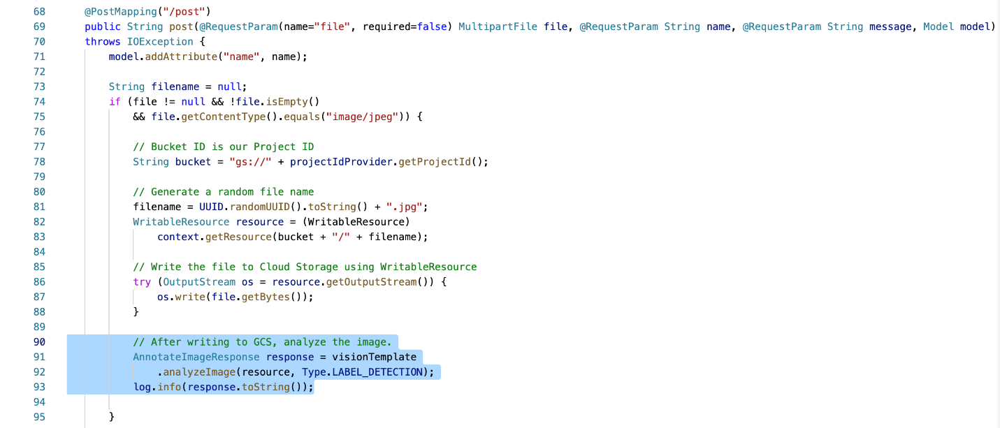 68 @PostMapping("/post")
69 public String post(@RequestParam(name="file", required=false) MultipartFile file, @RequestParam String name, @RequestParam String message, Model model)
70 throws IOException {
71     model.addAttribute("name", name);
72
73     String filename = null;
74     if (file != null && !file.isEmpty()
75         && file.getContentType().equals("image/jpeg")) {
76
77         // Bucket ID is our Project ID
78         String bucket = "gs://" + projectIdProvider.getProjectId();
79
80         // Generate a random file name
81         filename = UUID.randomUUID().toString() + ".jpg";
82         WritableResource resource = (WritableResource)
83             context.getResource(bucket + "/" + filename);
84
85         // Write the file to Cloud Storage using WritableResource
86         try (OutputStream os = resource.getOutputStream()) {
87             os.write(file.getBytes());
88         }
89
90         // After writing to GCS, analyze the image.
91         AnnotateImageResponse response = visionTemplate
92             .analyzeImage(resource, Type.LABEL_DETECTION);
93         log.info(response.toString());
94
95     }